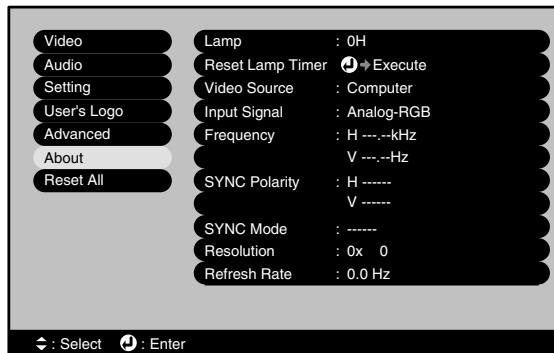 Video
Audio
Setting
User's Logo
Advanced
About
Reset All
Lamp : 0H
Reset Lamp Timer Execute
Video Source : Computer
Input Signal : Analog-RGB
Frequency : H ---.--kHz
V ---.--Hz
SYNC Polarity : H ------
V ------
SYNC Mode : ------
Resolution : 0x 0
Refresh Rate : 0.0 Hz
: Select : Enter